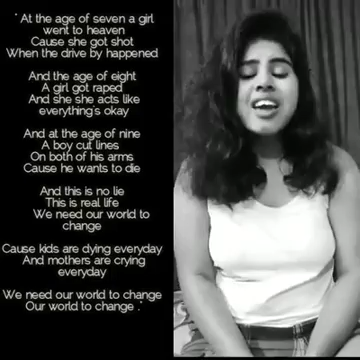 " At the age of seven a girl
went to heaven
Cause she got shot
When the drive by happened
And the age of eight
A girl got raped
And she she acts like
everything's okay
And at the age of nine
A boy cut lines
On both of his arms
Cause he wants to die
And this is no lie
This is real life
We need our world to
change
Cause kids are dying everyday
And mothers are crying
everyday
We need our world to change
Our world to change ."